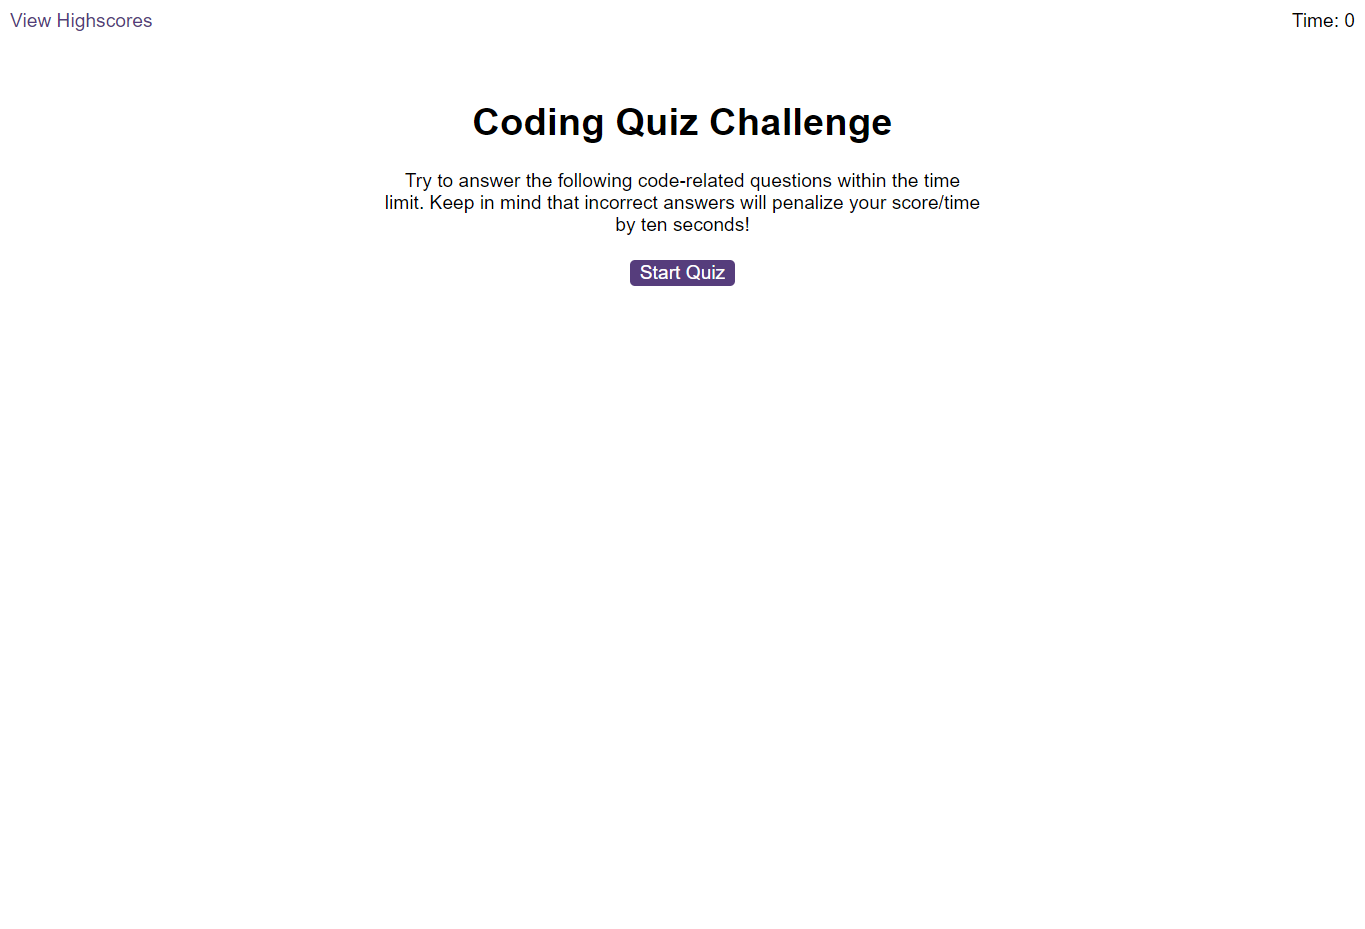 View Highscores
Time: 0
Coding Quiz Challenge
Try to answer the following code-related questions within the time
limit. Keep in mind that incorrect answers will penalize your score/time
by ten seconds!
Start Quiz